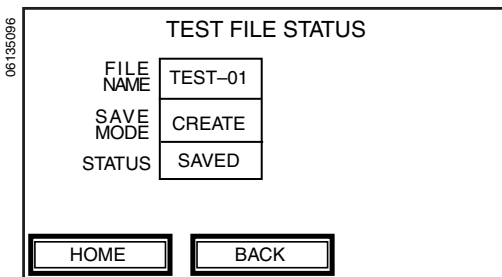 06135096
TEST FILE STATUS
FILE NAME TEST–01
SAVE MODE CREATE
STATUS SAVED
HOME BACK